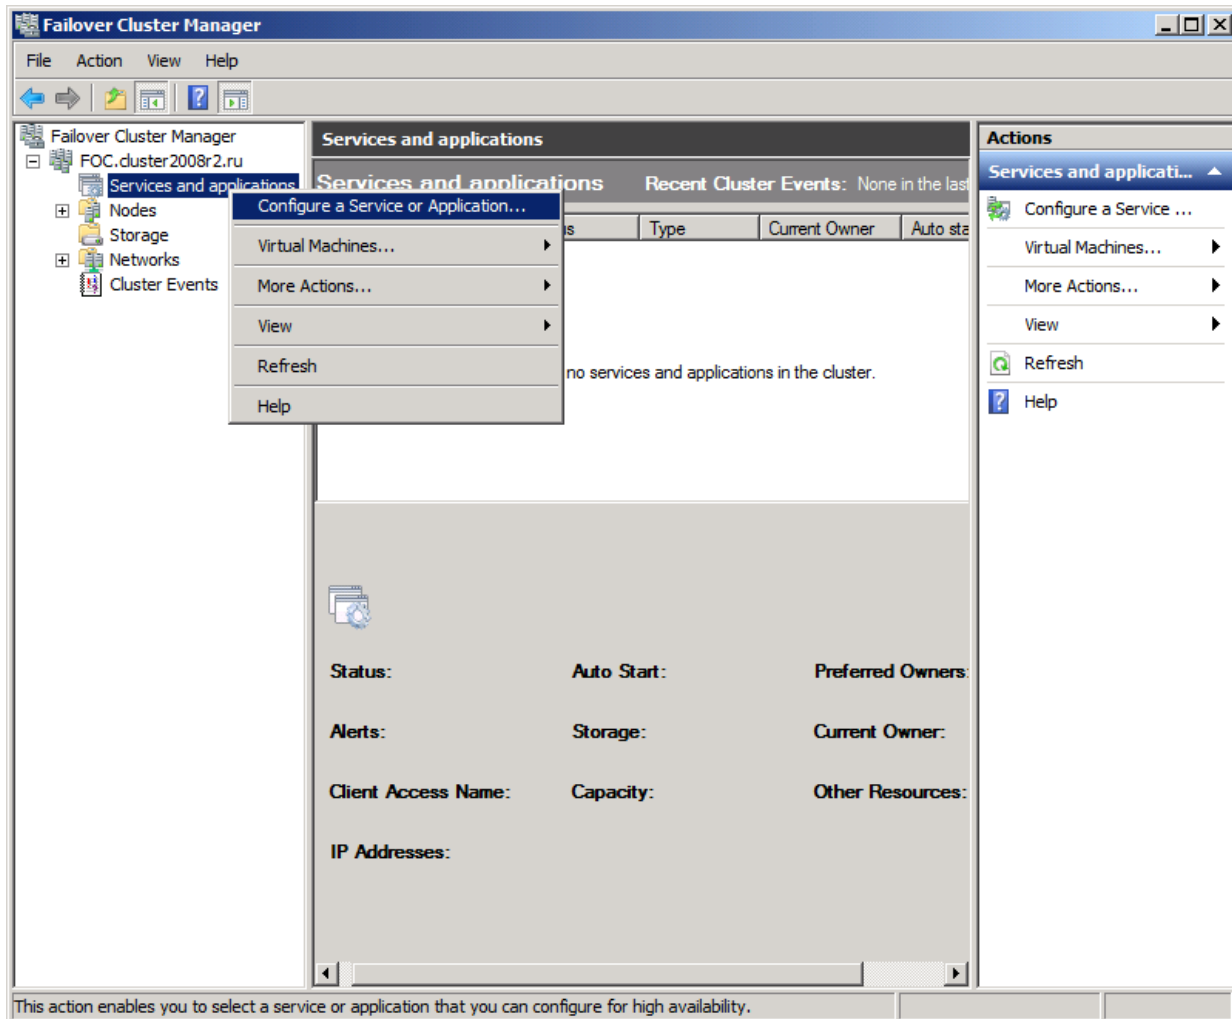 Failover Cluster Manager
File Action View Help
Failover Cluster Manager
FOC.cluster2008r2.ru
Services and applications
Nodes
Storage
Networks
Cluster Events
Configure a Service or Application...
Virtual Machines...
More Actions...
View
Refresh
Help
Services and applications
Services and applications Recent Cluster Events: None in the last
Type Current Owner Auto sta
no services and applications in the cluster.
Status: Auto Start: Preferred Owners:
Alerts: Storage: Current Owner:
Client Access Name: Capacity: Other Resources:
IP Addresses:
Actions
Services and applicati...
Configure a Service ...
Virtual Machines...
More Actions...
View
Refresh
Help
This action enables you to select a service or application that you can configure for high availability.